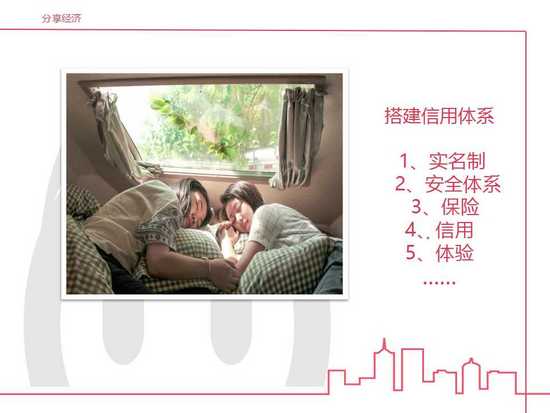 分享经济
搭建信用体系
1、实名制
2、安全体系
3、保险
4、信用
5、体验
......